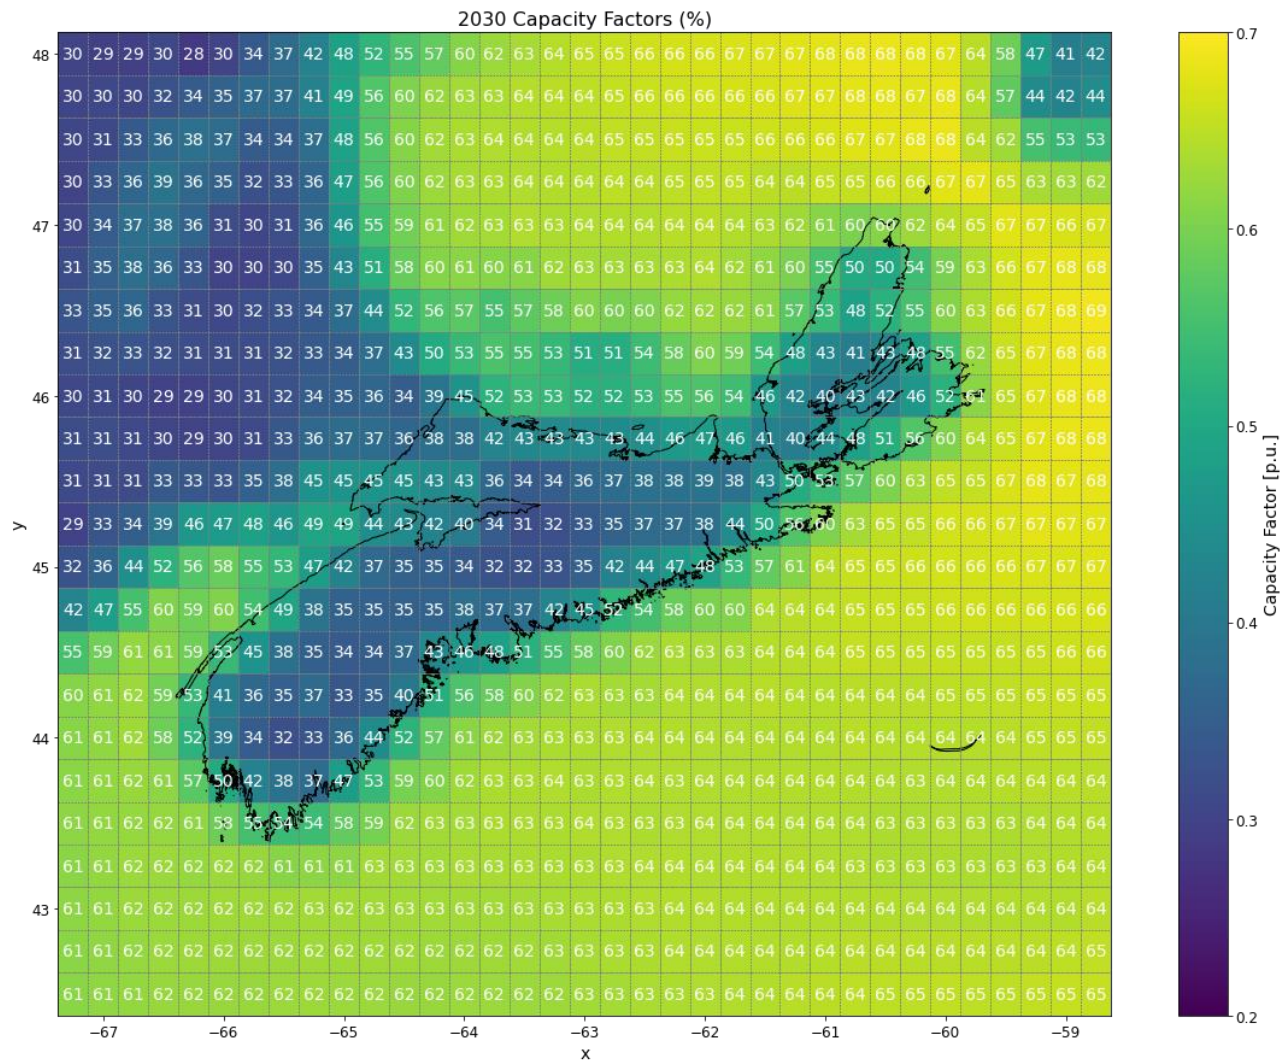 2030 Capacity Factors (%)
48 30 29 29 30 28 30 34 37 42 48 52 55 57 60 62 63 64 65 65 66 66 66 67 67 67 68 68 68 68 67 64 58 47 41 42
30 30 30 32 34 35 37 37 41 49 56 60 62 63 63 64 64 64 65 66 66 66 66 66 67 67 68 68 67 68 64 57 44 42 44
30 31 33 36 38 37 34 34 37 48 56 60 62 63 64 64 64 64 65 65 65 66 66 66 66 67 67 67 68 68 64 62 55 53 53
30 33 36 39 36 35 32 33 36 47 56 60 62 63 63 64 64 64 64 64 65 65 65 64 65 65 65 66 66 67 67 65 63 63 62
47 30 34 37 38 36 31 30 31 36 46 55 59 61 62 63 63 63 64 64 64 64 64 64 63 62 61 60 60 62 64 65 67 67 66 67
31 35 38 36 33 30 30 30 35 43 51 58 60 61 60 61 62 63 63 63 63 64 62 61 60 55 50 50 54 59 63 66 67 68 68
33 35 36 33 31 30 32 33 34 37 44 52 56 57 55 57 58 60 60 60 62 62 62 61 57 53 48 52 55 60 63 66 67 68 69
31 32 33 32 31 31 31 32 33 34 37 43 50 53 55 55 53 51 51 54 58 60 59 54 48 43 41 43 48 55 62 65 67 68 68
46 30 31 30 29 29 30 31 32 34 35 36 34 39 45 52 53 53 52 52 53 55 56 54 46 42 40 43 42 46 52 61 65 67 68 68
31 31 31 30 29 30 31 33 36 37 37 36 38 38 42 43 43 43 43 44 46 47 46 41 40 44 48 51 56 60 64 65 67 68 68
31 31 31 33 33 33 35 38 45 45 45 45 43 43 36 34 34 36 37 38 38 39 38 43 50 53 57 60 63 65 65 67 68 67 68
29 33 34 39 46 47 48 46 49 49 44 43 42 40 34 31 32 33 35 37 37 38 44 50 56 60 63 65 65 66 66 67 67 67 67
45 32 36 44 52 56 58 55 53 47 42 37 35 35 34 32 32 33 35 42 44 47 48 53 57 61 64 65 65 66 66 66 66 67 67 67
42 47 55 60 59 60 54 49 38 35 35 35 35 38 37 37 42 45 52 54 58 60 60 64 64 64 65 65 65 66 66 66 66 66 66
55 59 61 61 59 53 45 38 35 34 34 37 43 46 48 51 55 58 60 62 63 63 63 64 64 64 65 65 65 65 65 65 65 66 66
60 61 62 59 53 41 36 35 37 33 35 40 51 56 58 60 62 63 63 63 64 64 64 64 64 64 64 64 64 65 65 65 65 65 65
44 61 61 62 58 52 39 34 32 33 36 44 52 57 61 62 63 63 63 63 64 64 64 64 64 64 64 64 64 64 64 64 64 65 65 65
61 61 62 61 57 50 42 38 37 47 53 59 60 62 63 63 64 63 63 64 63 64 64 64 64 64 64 64 64 64 64 64 64 64 64
61 61 62 62 61 58 55 54 54 58 59 62 63 63 63 63 63 64 63 63 63 64 64 64 64 64 64 63 63 63 63 63 64 64 64
61 61 62 62 62 62 62 61 61 61 62 62 63 63 63 63 63 63 63 64 64 64 64 64 64 64 63 63 63 63 63 63 63 63 64
43 61 61 62 62 62 62 62 62 63 62 63 63 63 63 63 63 63 63 63 63 64 64 64 64 64 64 64 64 64 64 64 64 64 64 64
61 61 62 62 62 62 62 62 62 62 62 62 62 62 62 62 63 63 63 63 64 64 64 64 64 64 64 64 64 64 64 64 64 64 65
61 61 61 62 62 62 62 62 62 62 62 62 62 62 62 62 63 63 63 63 64 64 64 64 64 64 64 65 65 65 65 65 65 65 65
−67 −66 −65 −64 −63 −62 −61 −60 −59
x
y
0.7
0.6
0.5
0.4
0.3
0.2
Capacity Factor [p.u.]